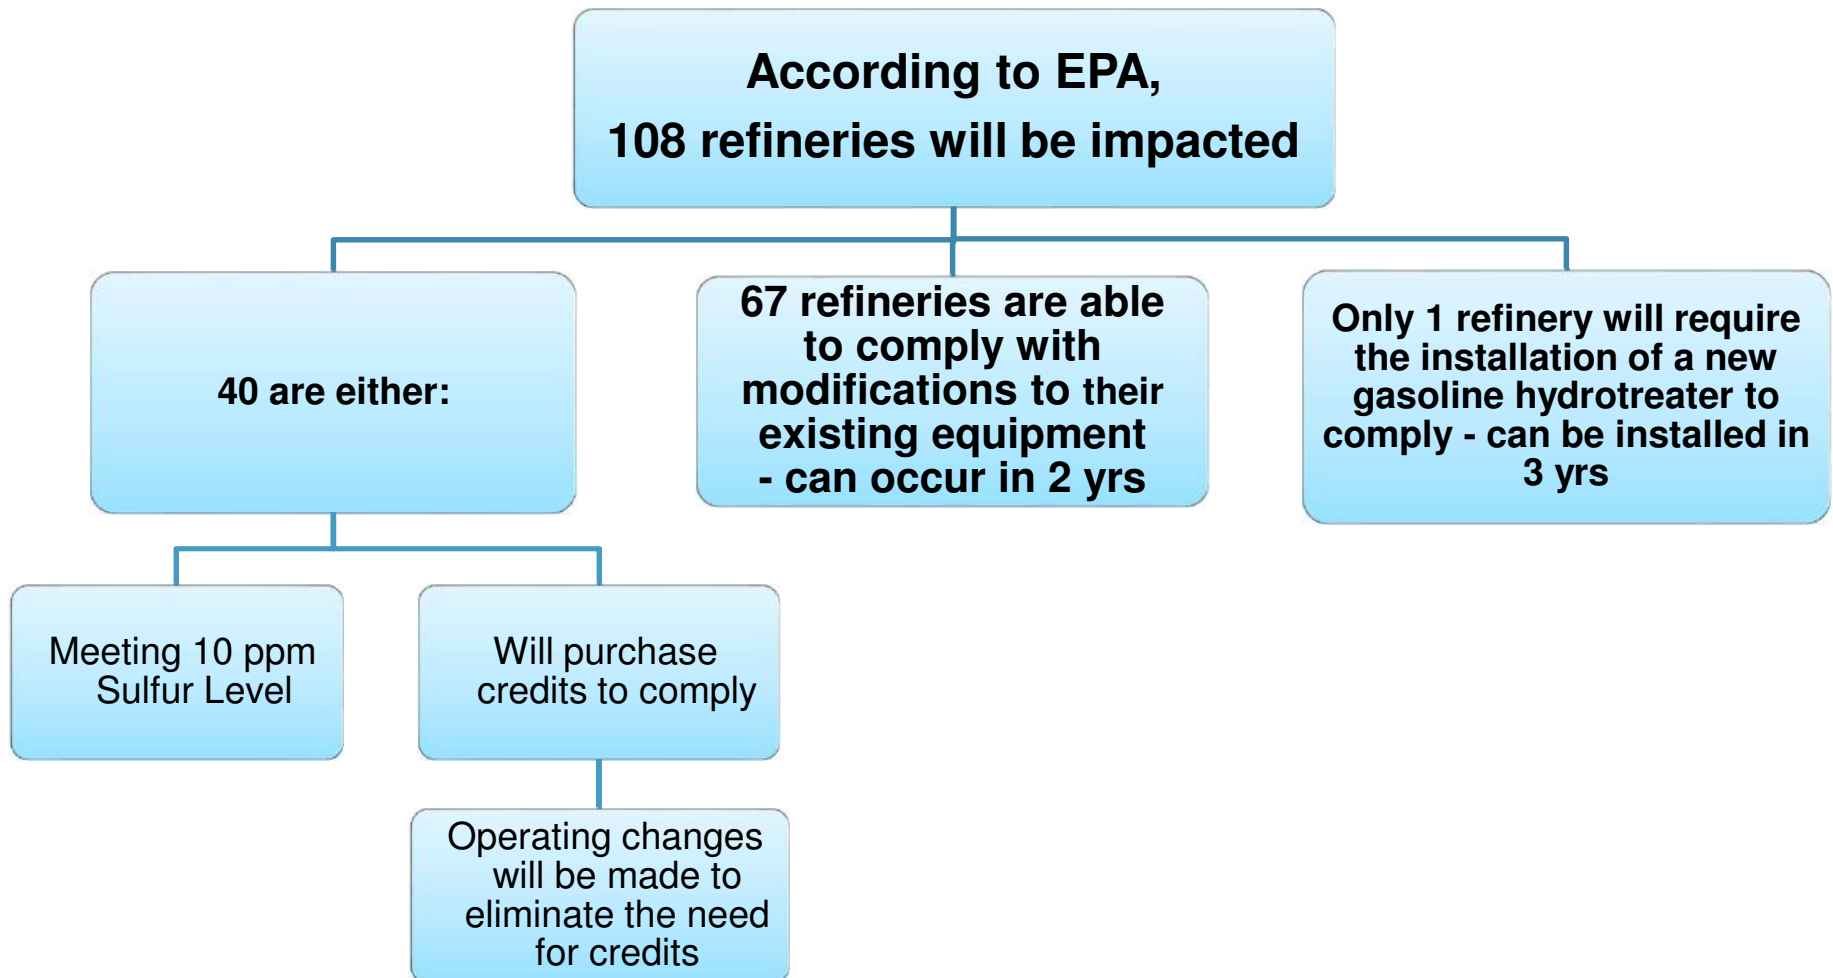 According to EPA,
108 refineries will be impacted
40 are either:
67 refineries are able
to comply with
modifications to their
existing equipment
- can occur in 2 yrs
Only 1 refinery will require
the installation of a new
gasoline hydrotreater to
comply - can be installed in
3 yrs
Meeting 10 ppm
Sulfur Level
Will purchase
credits to comply
Operating changes
will be made to
eliminate the need
for credits